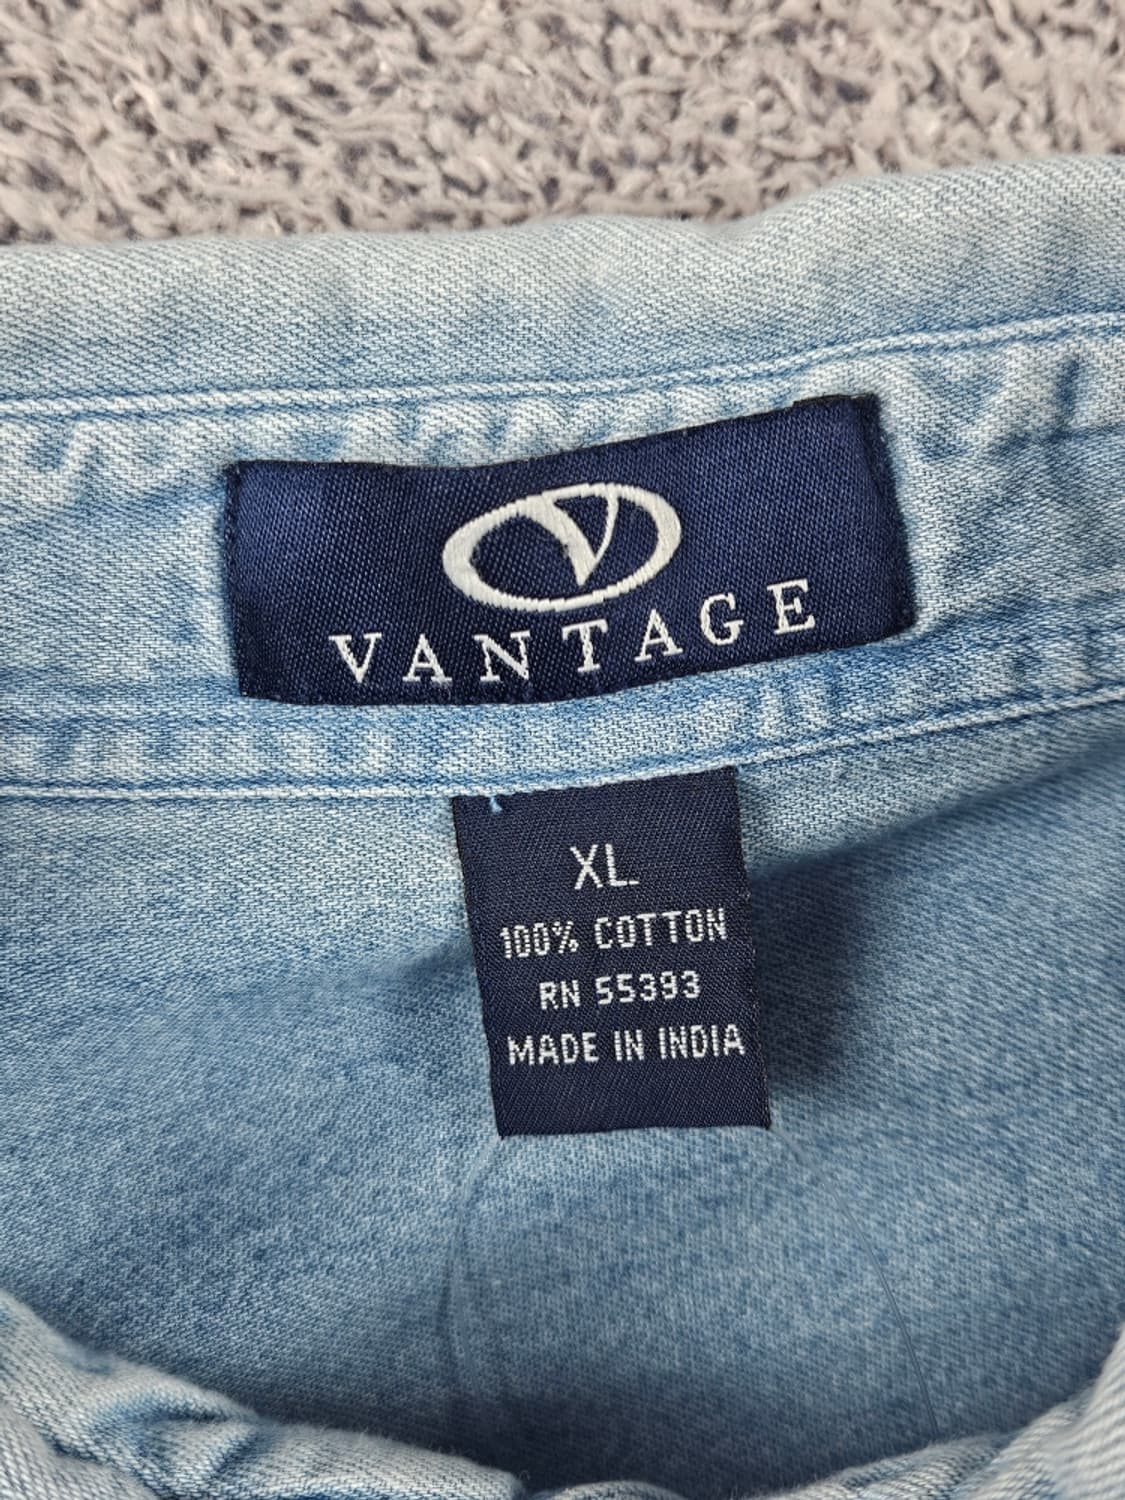 VANTAGE
XL
100% COTTON
RN 55393
MADE IN INDIA